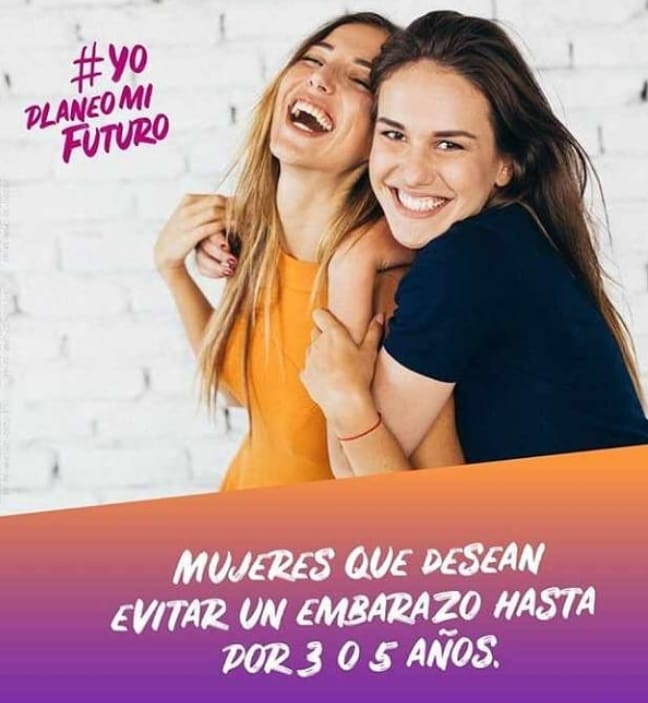 #YO
PLANEO MI
FUTURO
MUJERES QUE DESEAN
EVITAR UN EMBARAZO HASTA
POR 3 O 5 AÑOS.